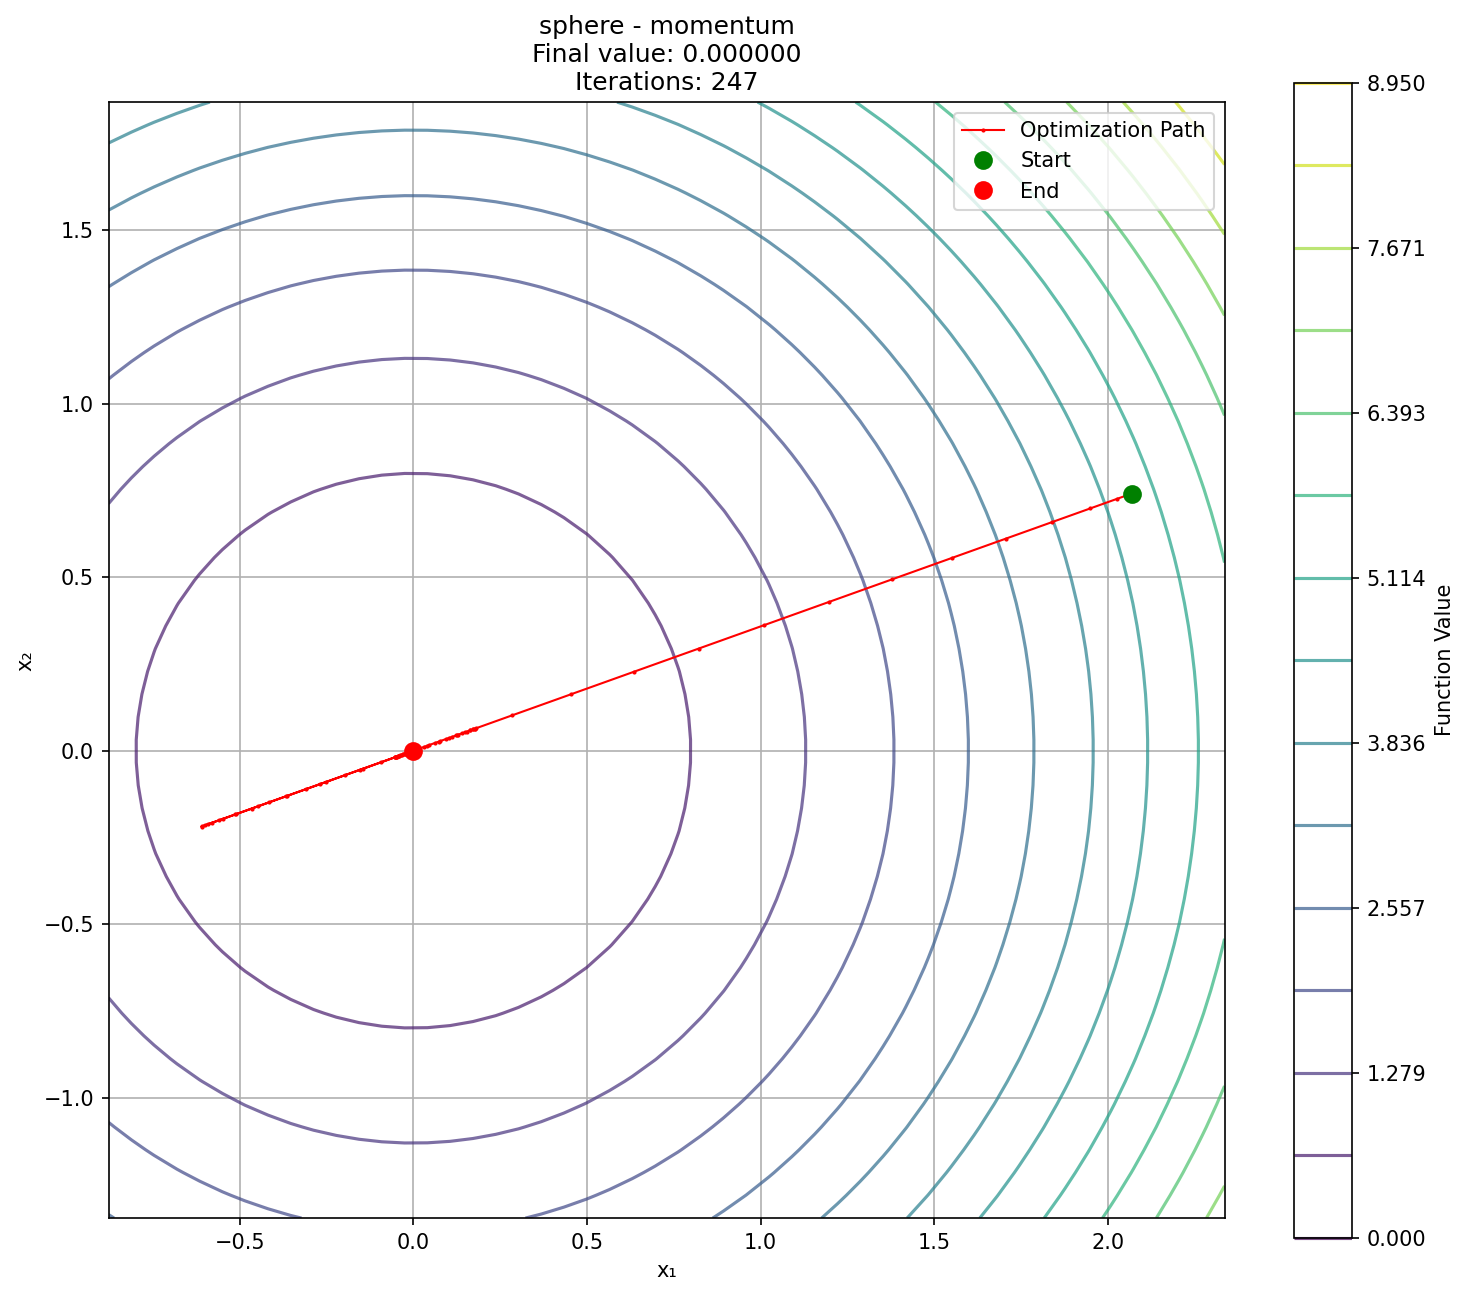 sphere - momentum
Final value: 0.000000
Iterations: 247
Optimization Path
Start
End
1.5
1.0
0.5
0.0
−0.5
−1.0
x₂
−0.5
0.0
0.5
1.0
1.5
2.0
x₁
8.950
7.671
6.393
5.114
3.836
2.557
1.279
0.000
Function Value